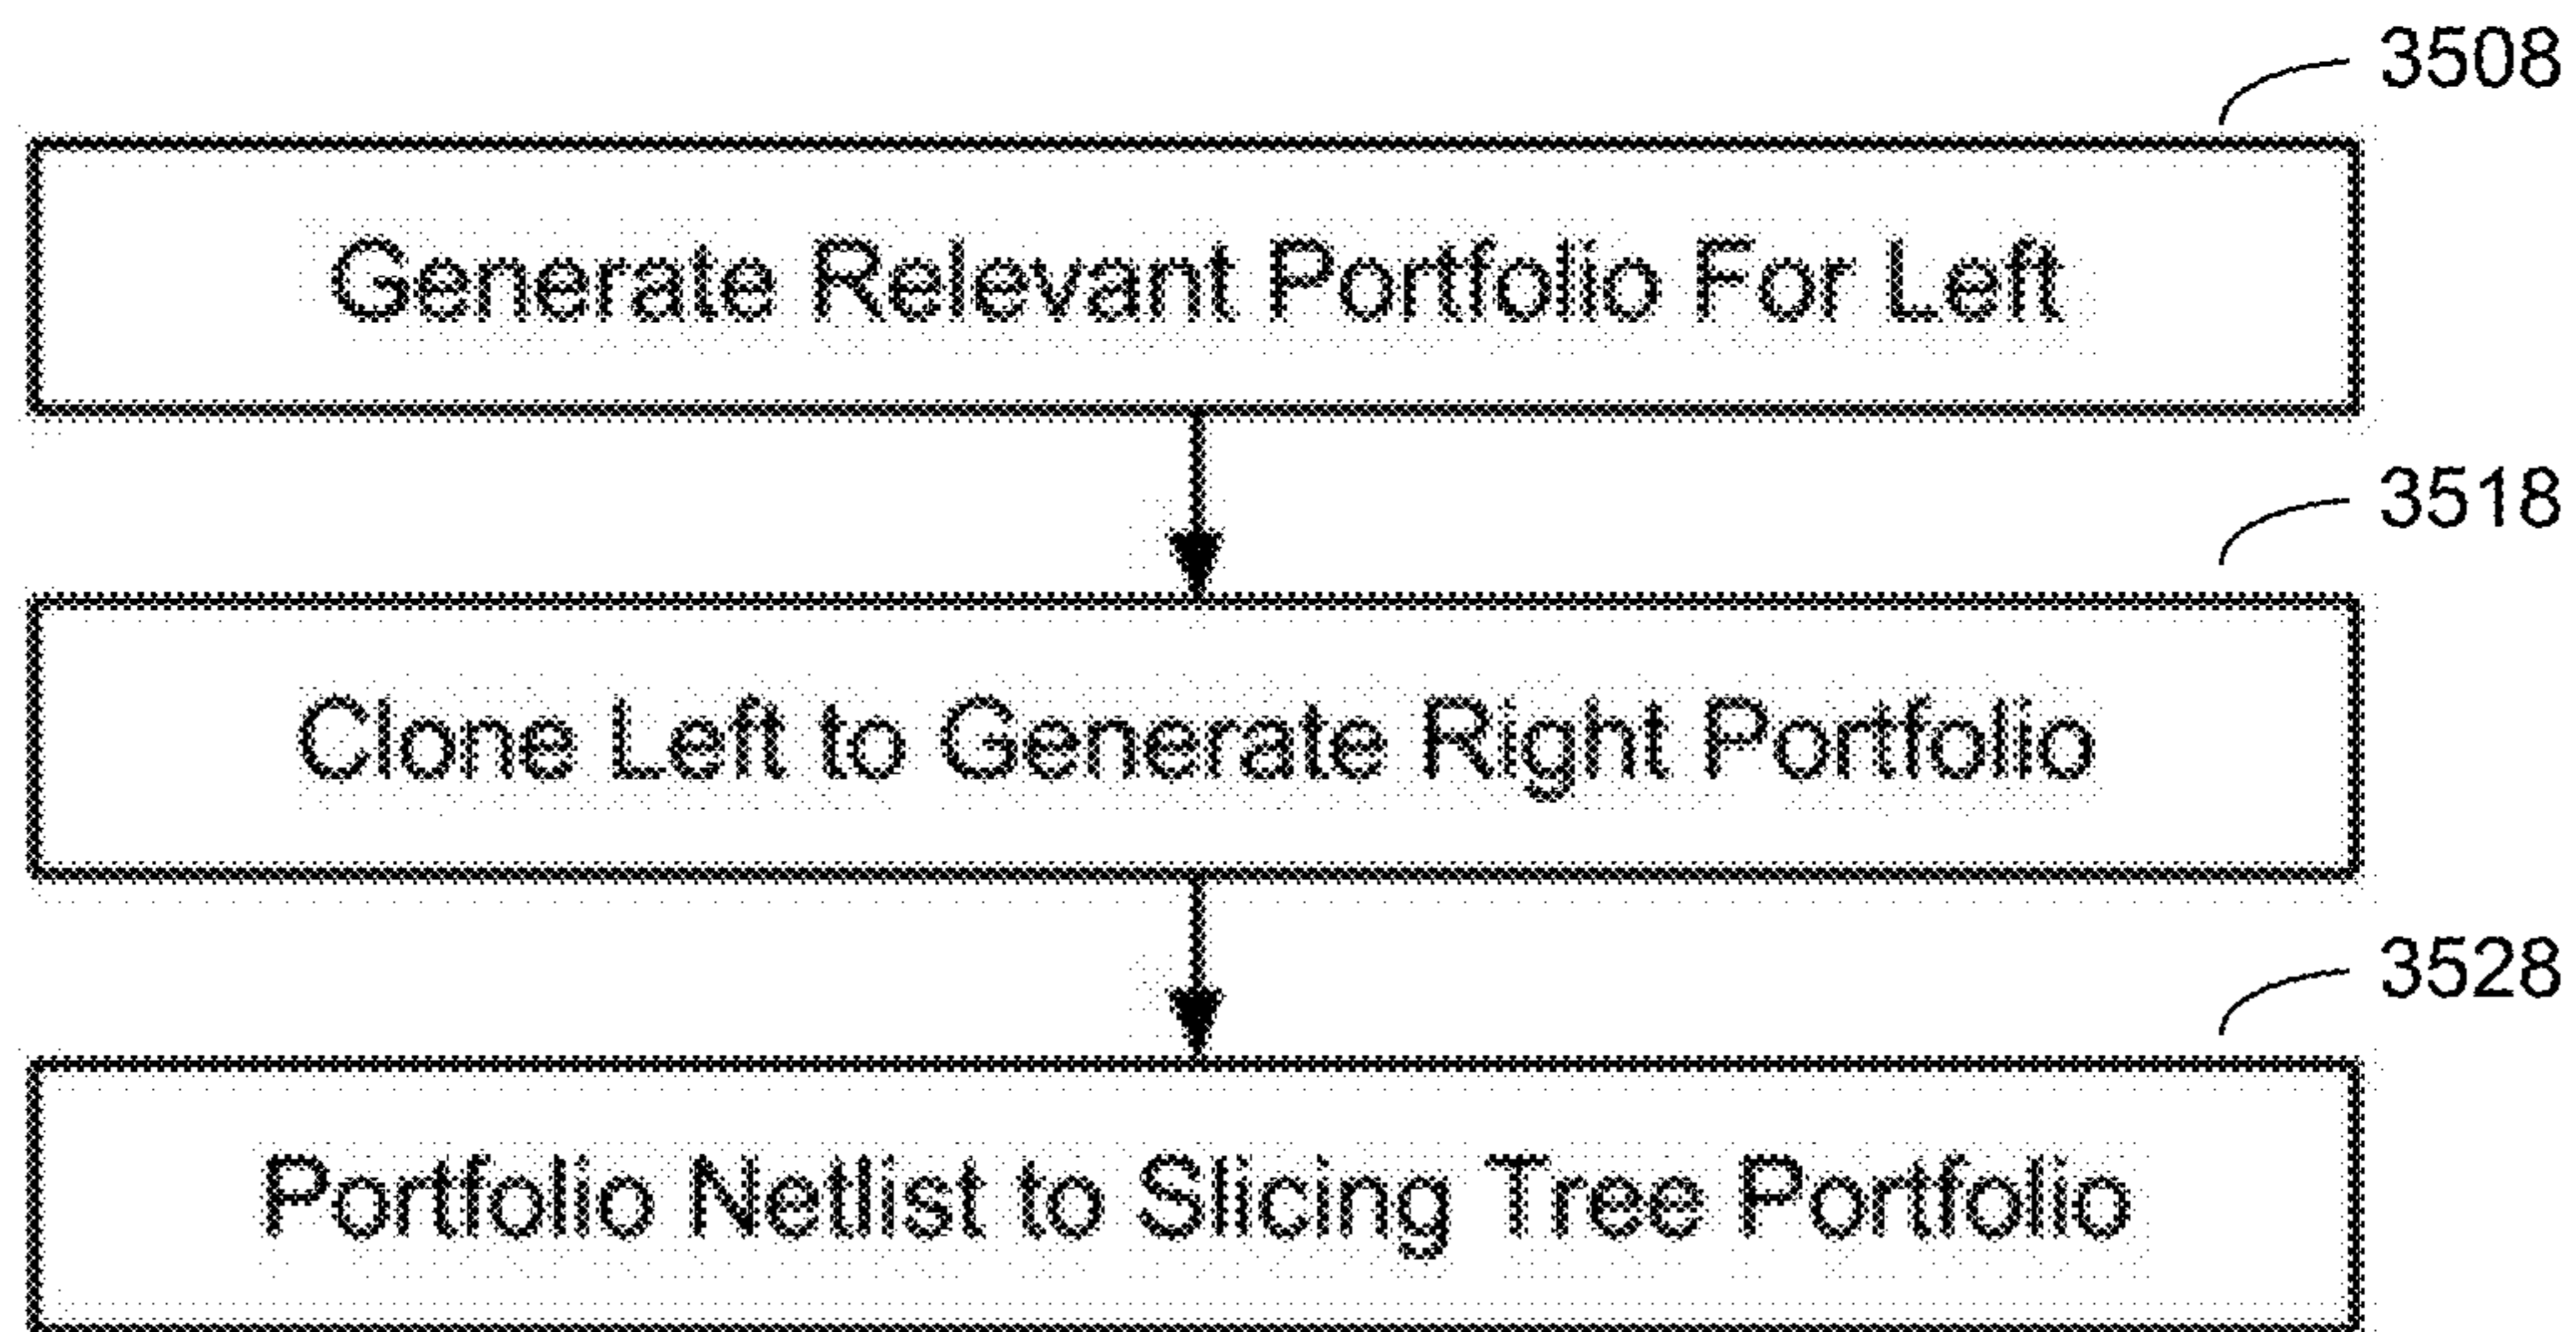 3508
Generate Relevant Portfolio For Left
3518
Clone Left to Generate Right Portfolio
3528
Portfolio Netlist to Slicing Tree Portfolio